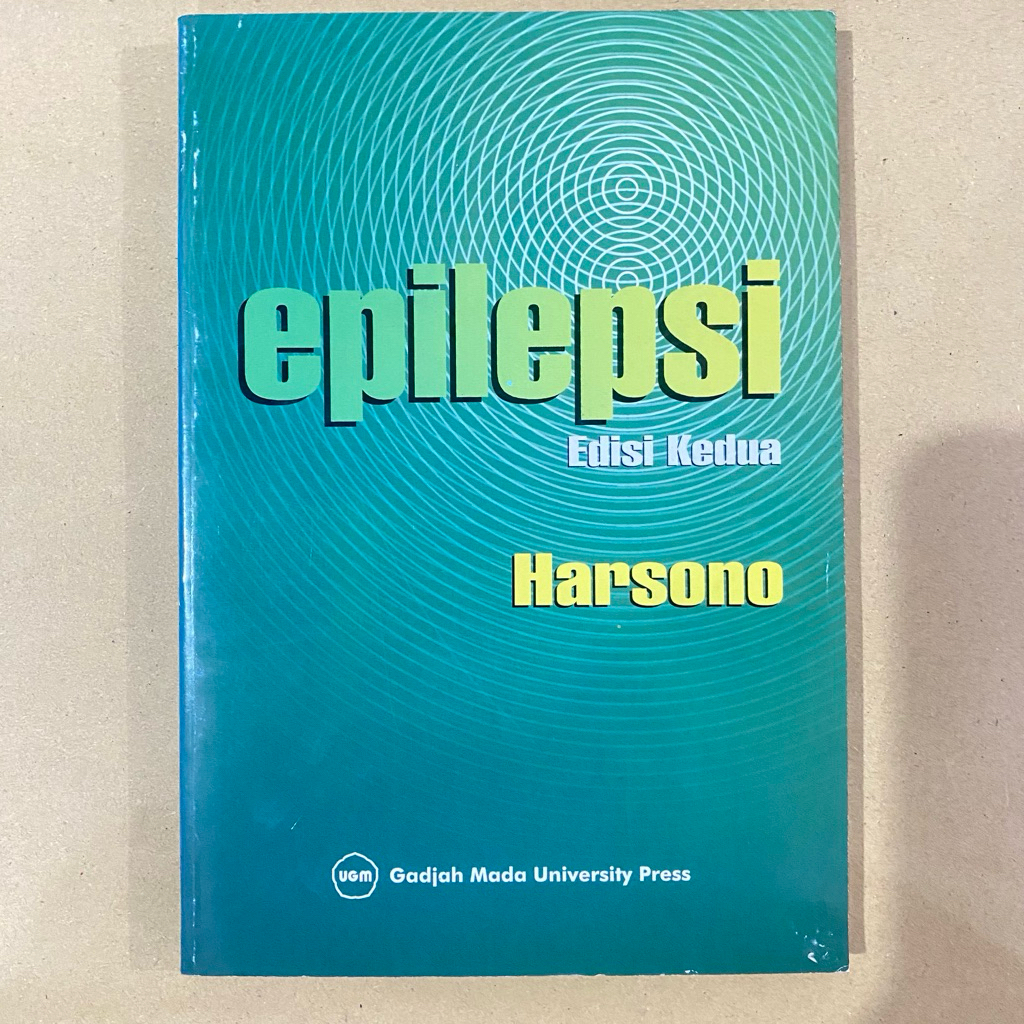 epilepsi
Edisi Kedua
Harsono
UGM Gadjah Mada University Press